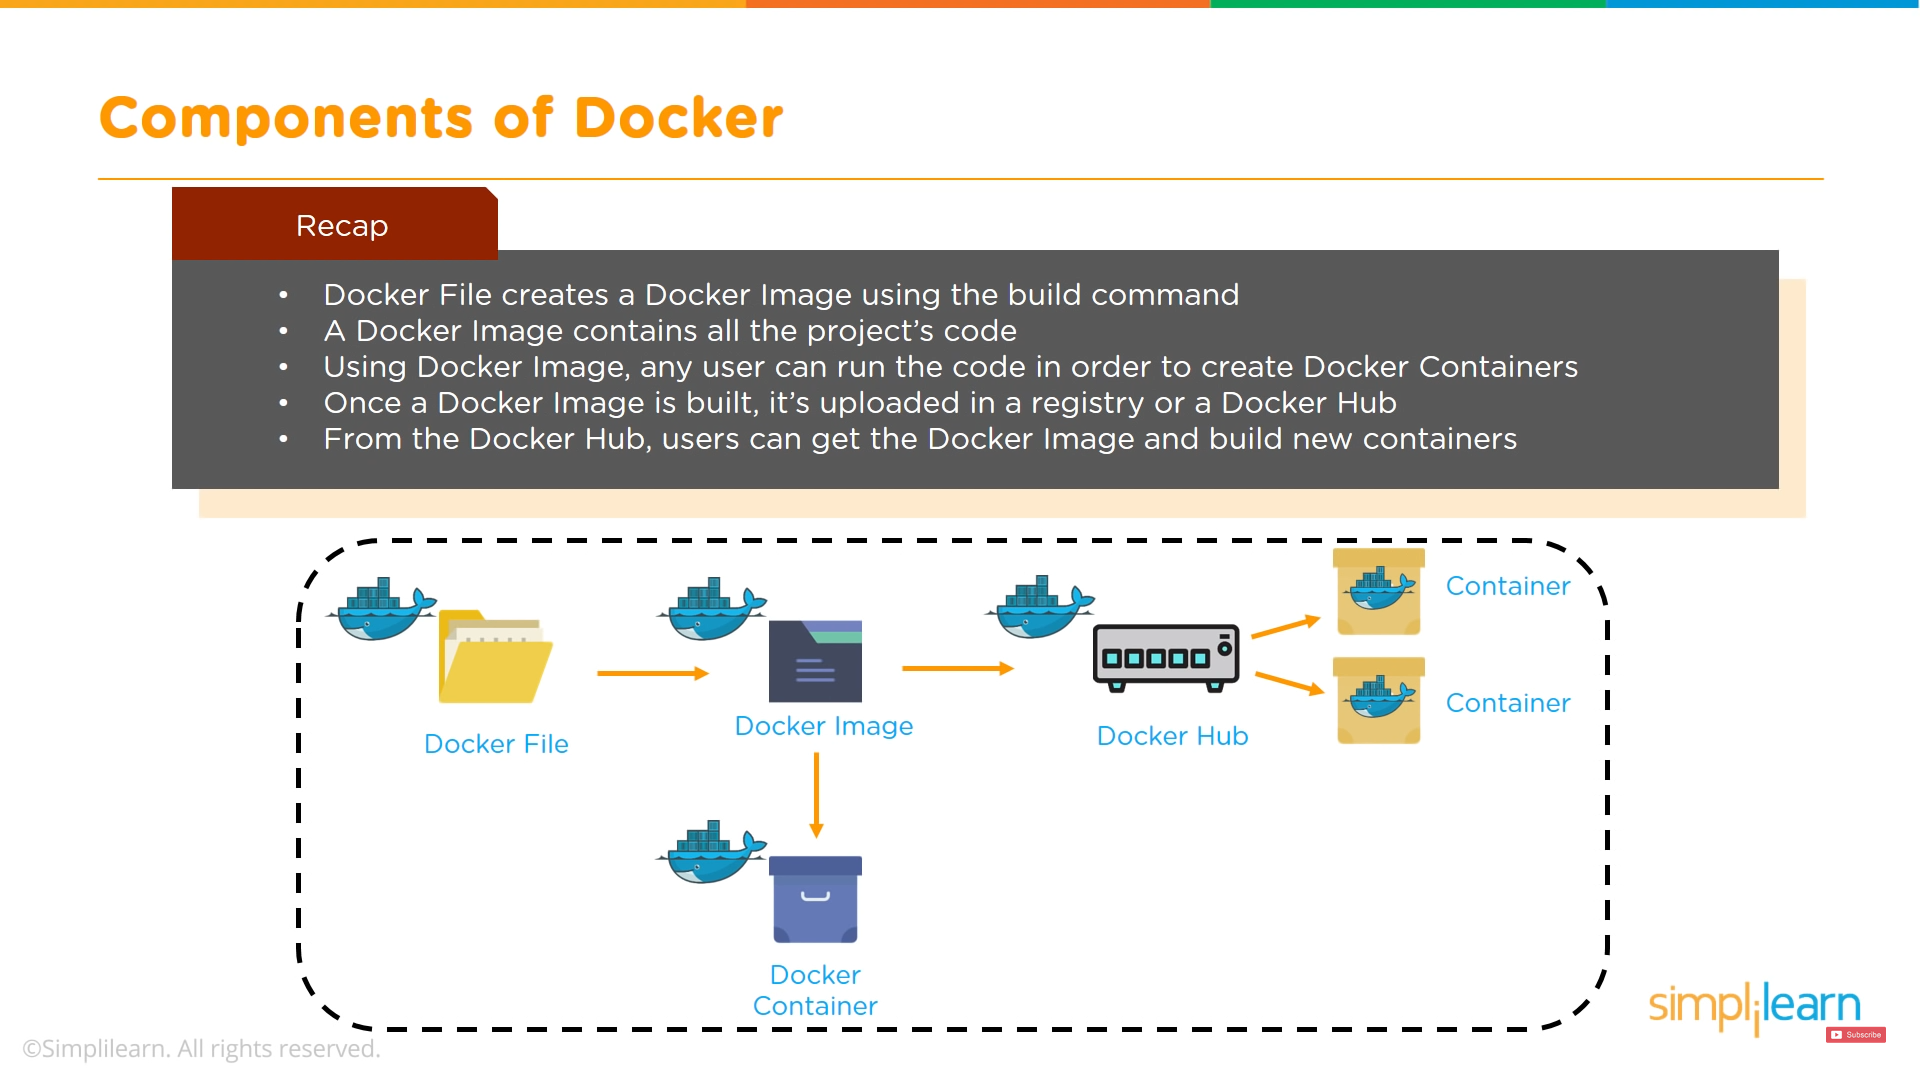 Components of Docker
Recap
• Docker File creates a Docker Image using the build command
• A Docker Image contains all the project’s code
• Using Docker Image, any user can run the code in order to create Docker Containers
• Once a Docker Image is built, it’s uploaded in a registry or a Docker Hub
• From the Docker Hub, users can get the Docker Image and build new containers
Container
Container
Docker File
Docker Image
Docker Hub
Docker
Container
simplilearn
Subscribe
©Simplilearn. All rights reserved.